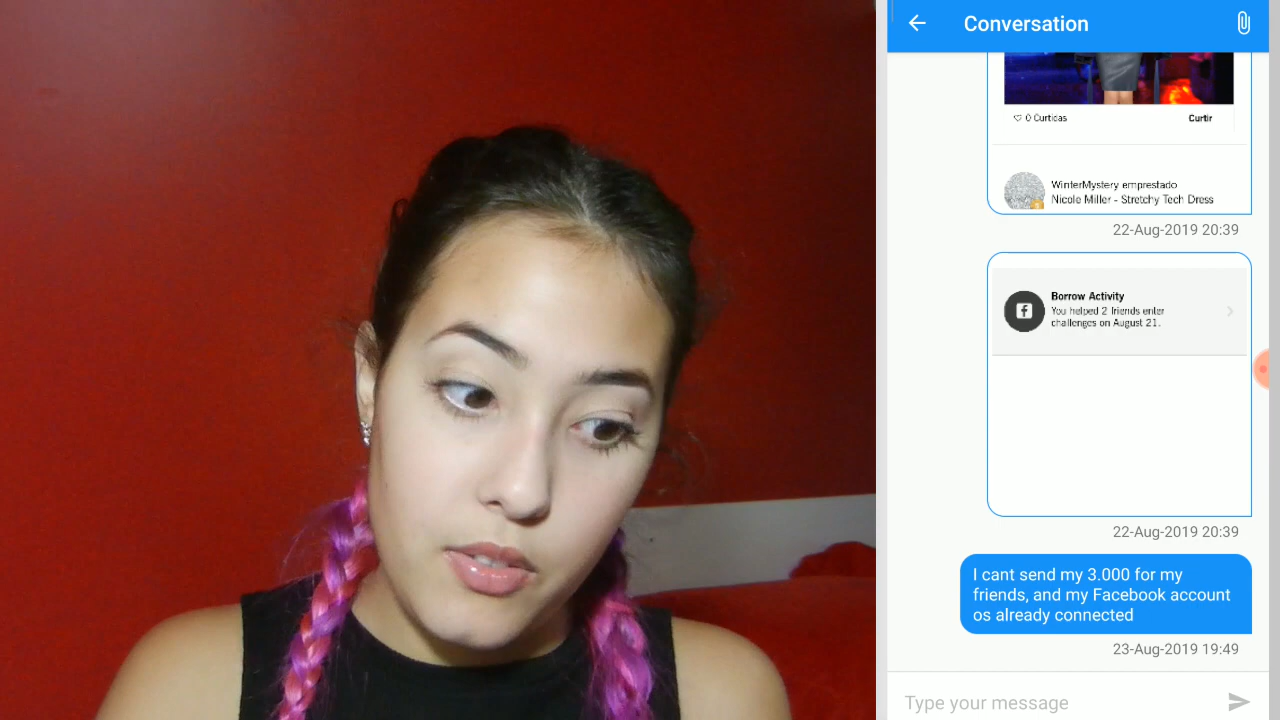 Conversation
0 Curtidas
Curtir
WinterMystery emprestado
Nicole Miller - Stretchy Tech Dress
22-Aug-2019 20:39
Borrow Activity
You helped 2 friends enter
challenges on August 21.
22-Aug-2019 20:39
I cant send my 3.000 for my
friends, and my Facebook account
os already connected
23-Aug-2019 19:49
Type your message